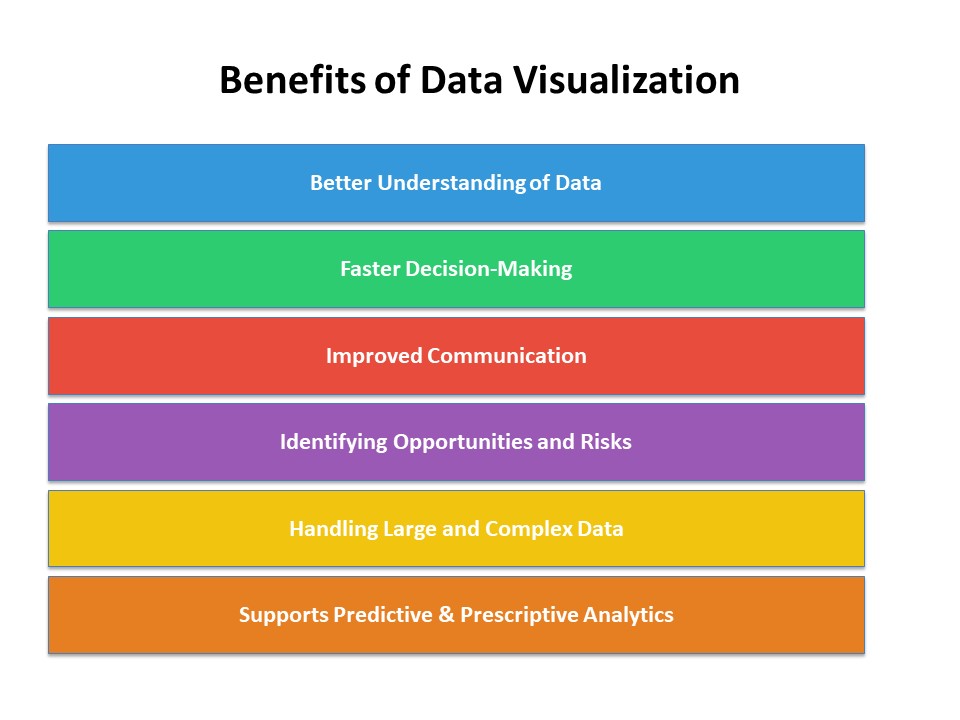 Benefits of Data Visualization
Better Understanding of Data
Faster Decision-Making
Improved Communication
Identifying Opportunities and Risks
Handling Large and Complex Data
Supports Predictive & Prescriptive Analytics